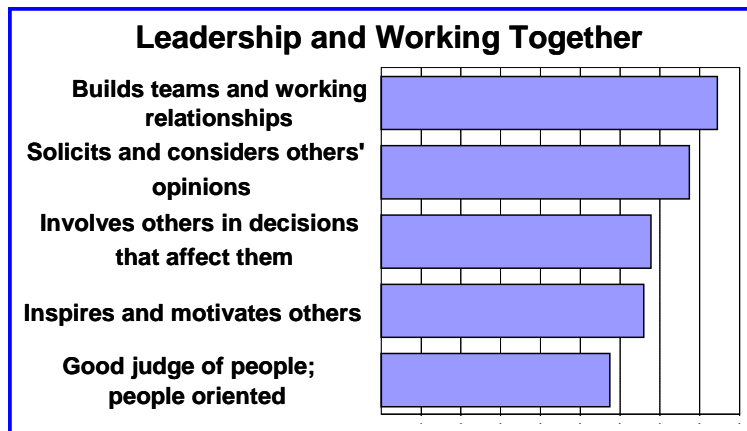 Leadership and Working Together
Builds teams and working
relationships
Solicits and considers others'
opinions
Involves others in decisions
that affect them
Inspires and motivates others
Good judge of people;
people oriented